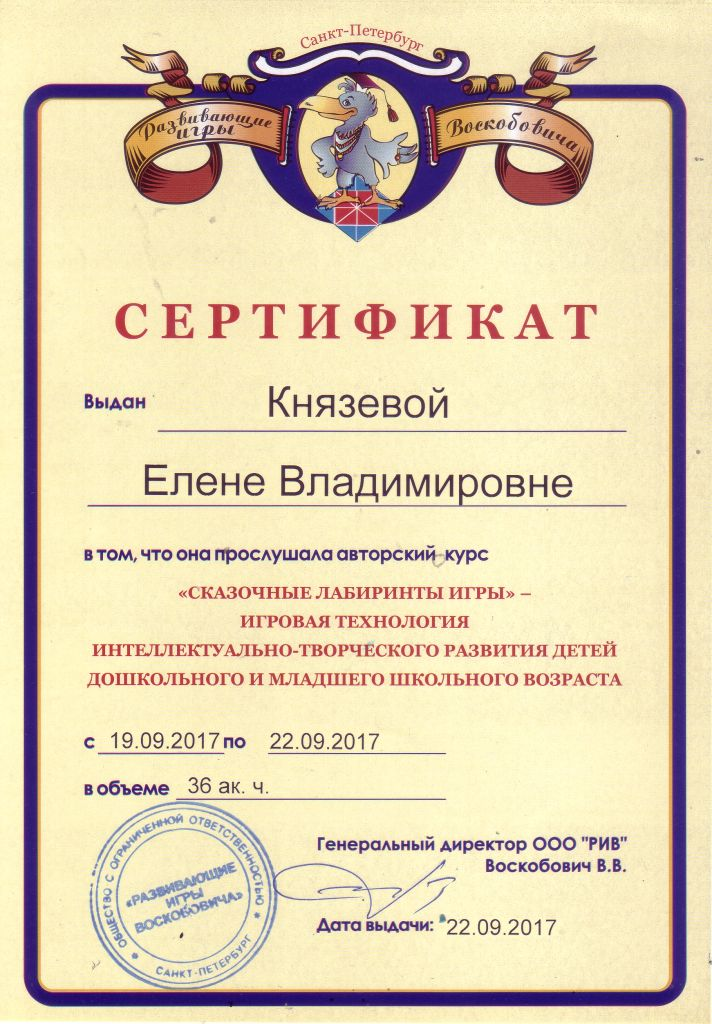 Санкт-Петербург
Развивающие
игры
Воскобовича
СЕРТИФИКАТ
Выдан Князевой
Елене Владимировне
в том, что она прослушала авторский курс
«СКАЗОЧНЫЕ ЛАБИРИНТЫ ИГРЫ» –
ИГРОВАЯ ТЕХНОЛОГИЯ
ИНТЕЛЛЕКТУАЛЬНО-ТВОРЧЕСКОГО РАЗВИТИЯ ДЕТЕЙ
ДОШКОЛЬНОГО И МЛАДШЕГО ШКОЛЬНОГО ВОЗРАСТА
с 19.09.2017 по 22.09.2017
в объеме 36 ак. ч.
Генеральный директор ООО "РИВ"
Воскобович В.В.
Дата выдачи: 22.09.2017
ОБЩЕСТВО С ОГРАНИЧЕННОЙ ОТВЕТСТВЕННОСТЬЮ
«РАЗВИВАЮЩИЕ
ИГРЫ
ВОСКОБОВИЧА»
САНКТ-ПЕТЕРБУРГ